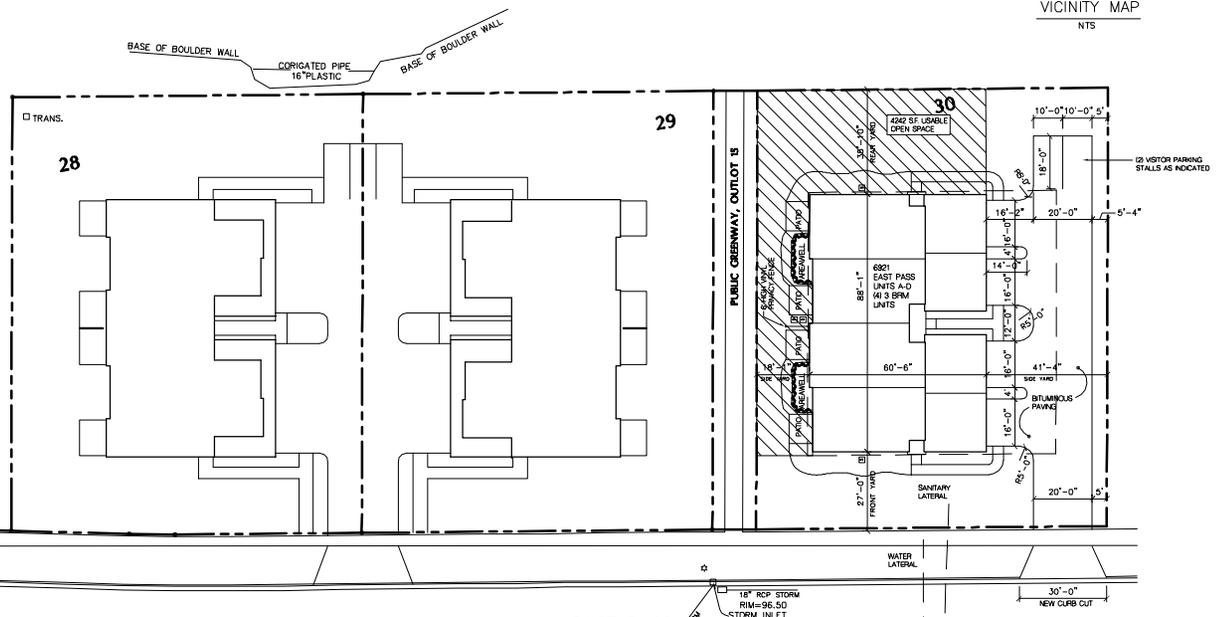 VICINITY MAP
NTS
BASE OF BOULDER WALL
CORIGATED PIPE
16"PLASTIC
BASE OF BOULDER WALL
TRANS.
28
29
30
4242 S.F. USABLE
OPEN SPACE
10'-0"
10'-0"
5'
(2) VISITOR PARKING
STALLS AS INDICATED
18'-0"
38'-10"
REAR YARD
PUBLIC GREENWAY, OUTLOT 15
16'-2"
20'-0"
5'-4"
PATIO
AREAWELL
PATIO
16'-0"
4'
14'-0"
16'-0"
6921
EAST PASS
UNITS A-D
(4) 3 BRM
UNITS
88'-1"
12'-0"
R5'-0"
PATIO
AREAWELL
PATIO
18'-1"
SIDE YARD
60'-6"
16'-0"
41'-4"
SIDE YARD
4'
BITUMINOUS
PAVING
16'-0"
R5'-0"
27'-0"
FRONT YARD
SANITARY
LATERAL
20'-0"
5'
WATER
LATERAL
30'-0"
NEW CURB CUT
18" RCP STORM
RIM=96.50
STORM INLET